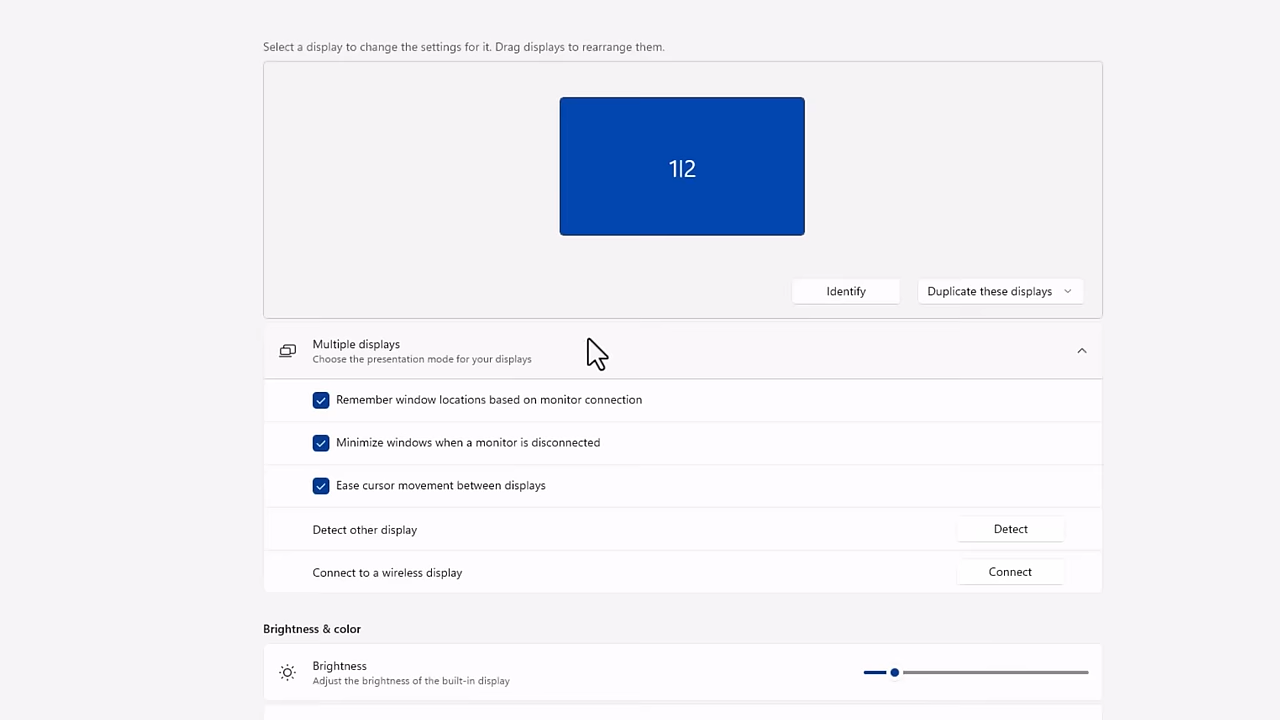 Select a display to change the settings for it. Drag displays to rearrange them.
1|2
Identify
Duplicate these displays
Multiple displays
Choose the presentation mode for your displays
Remember window locations based on monitor connection
Minimize windows when a monitor is disconnected
Ease cursor movement between displays
Detect other display
Detect
Connect to a wireless display
Connect
Brightness & color
Brightness
Adjust the brightness of the built-in display